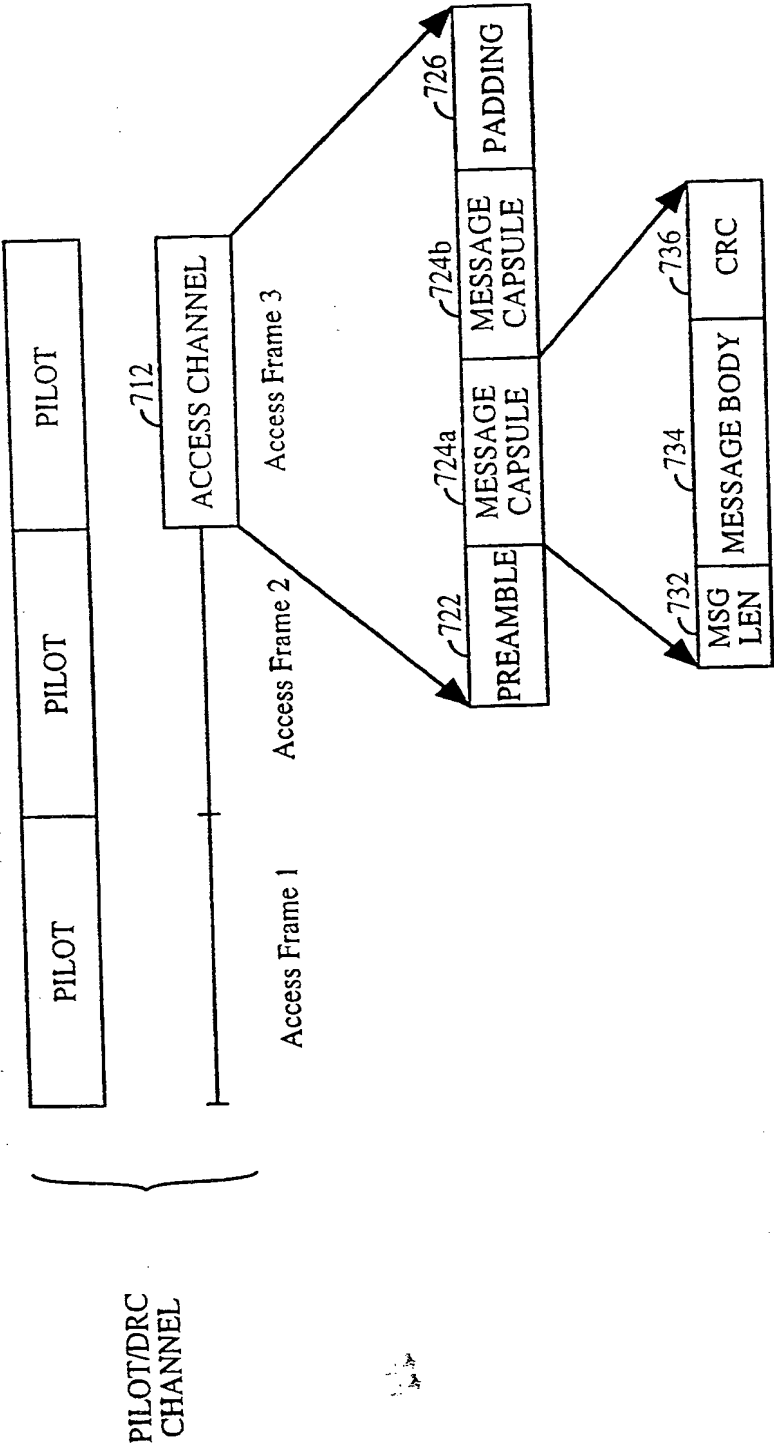 PILOT/DRC
CHANNEL
PILOT
PILOT
PILOT
712
ACCESS CHANNEL
Access Frame 1
Access Frame 2
Access Frame 3
722
724a
724b
726
PREAMBLE
MESSAGE
CAPSULE
MESSAGE
CAPSULE
PADDING
732
734
736
MSG
LEN
MESSAGE BODY
CRC